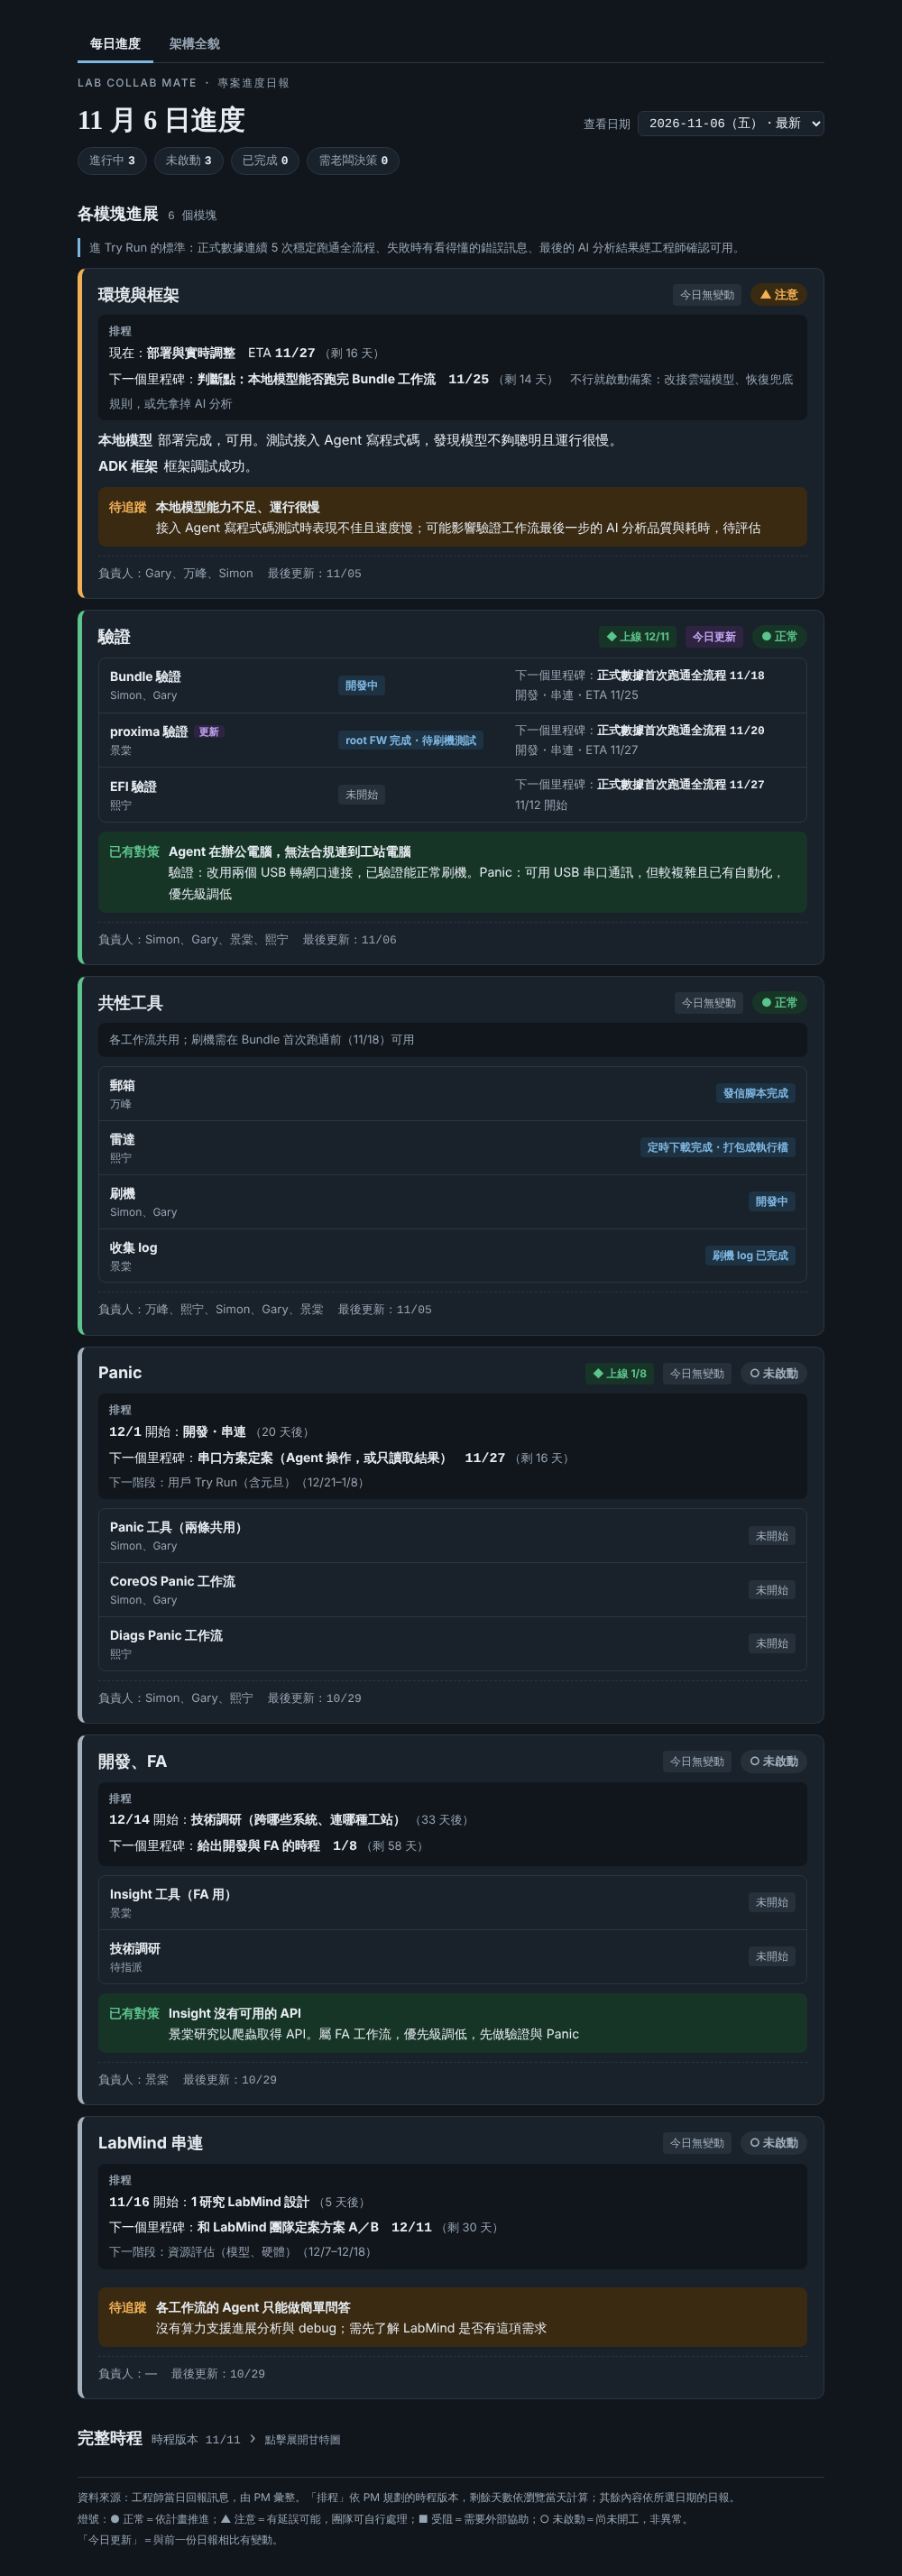 每日進度 架構全貌
LAB COLLAB MATE · 專案進度日報
11 月 6 日進度
查看日期 2026-11-06（五）・最新
進行中 3 未啟動 3 已完成 0 需老闆決策 0
各模塊進展 6 個模塊
進 Try Run 的標準：正式數據連續 5 次穩定跑通全流程、失敗時有看得懂的錯誤訊息、最後的 AI 分析結果經工程師確認可用。
環境與框架 今日無變動 ▲ 注意
排程
現在：部署與實時調整 ETA 11/27（剩 16 天）
下一個里程碑：判斷點：本地模型能否跑完 Bundle 工作流 11/25（剩 14 天） 不行就啟動備案：改接雲端模型、恢復兜底
規則，或先拿掉 AI 分析
本地模型 部署完成，可用。測試接入 Agent 寫程式碼，發現模型不夠聰明且運行很慢。
ADK 框架 框架調試成功。
待追蹤 本地模型能力不足、運行很慢
接入 Agent 寫程式碼測試時表現不佳且速度慢；可能影響驗證工作流最後一步的 AI 分析品質與耗時，待評估
負責人：Gary、万峰、Simon 最後更新：11/05
驗證 ◆ 上線 12/11 今日更新 ● 正常
Bundle 驗證
Simon、Gary
開發中
下一個里程碑：正式數據首次跑通全流程 11/18
開發・串連・ETA 11/25
proxima 驗證 更新
景棠
root FW 完成・待刷機測試
下一個里程碑：正式數據首次跑通全流程 11/20
開發・串連・ETA 11/27
EFI 驗證
熙宁
未開始
下一個里程碑：正式數據首次跑通全流程 11/27
11/12 開始
已有對策 Agent 在辦公電腦，無法合規連到工站電腦
驗證：改用兩個 USB 轉網口連接，已驗證能正常刷機。Panic：可用 USB 串口通訊，但較複雜且已有自動化，
優先級調低
負責人：Simon、Gary、景棠、熙宁 最後更新：11/06
共性工具 今日無變動 ● 正常
各工作流共用；刷機需在 Bundle 首次跑通前（11/18）可用
郵箱
万峰
發信腳本完成
雷達
熙宁
定時下載完成・打包成執行檔
刷機
Simon、Gary
開發中
收集 log
景棠
刷機 log 已完成
負責人：万峰、熙宁、Simon、Gary、景棠 最後更新：11/05
Panic ◆ 上線 1/8 今日無變動 ○ 未啟動
排程
12/1 開始：開發・串連（20 天後）
下一個里程碑：串口方案定案（Agent 操作，或只讀取結果） 11/27（剩 16 天）
下一階段：用戶 Try Run（含元旦）（12/21–1/8）
Panic 工具（兩條共用）
Simon、Gary
未開始
CoreOS Panic 工作流
Simon、Gary
未開始
Diags Panic 工作流
熙宁
未開始
負責人：Simon、Gary、熙宁 最後更新：10/29
開發、FA 今日無變動 ○ 未啟動
排程
12/14 開始：技術調研（跨哪些系統、連哪種工站）（33 天後）
下一個里程碑：給出開發與 FA 的時程 1/8（剩 58 天）
Insight 工具（FA 用）
景棠
未開始
技術調研
待指派
未開始
已有對策 Insight 沒有可用的 API
景棠研究以爬蟲取得 API。屬 FA 工作流，優先級調低，先做驗證與 Panic
負責人：景棠 最後更新：10/29
LabMind 串連 今日無變動 ○ 未啟動
排程
11/16 開始：1 研究 LabMind 設計（5 天後）
下一個里程碑：和 LabMind 團隊定案方案 A／B 12/11（剩 30 天）
下一階段：資源評估（模型、硬體）（12/7–12/18）
待追蹤 各工作流的 Agent 只能做簡單問答
沒有算力支援進展分析與 debug；需先了解 LabMind 是否有這項需求
負責人：— 最後更新：10/29
完整時程 時程版本 11/11 › 點擊展開甘特圖
資料來源：工程師當日回報訊息，由 PM 彙整。「排程」依 PM 規劃的時程版本，剩餘天數依瀏覽當天計算；其餘內容依所選日期的日報。
燈號：● 正常＝依計畫推進；▲ 注意＝有延誤可能，團隊可自行處理；■ 受阻＝需要外部協助；○ 未啟動＝尚未開工，非異常。
「今日更新」＝與前一份日報相比有變動。